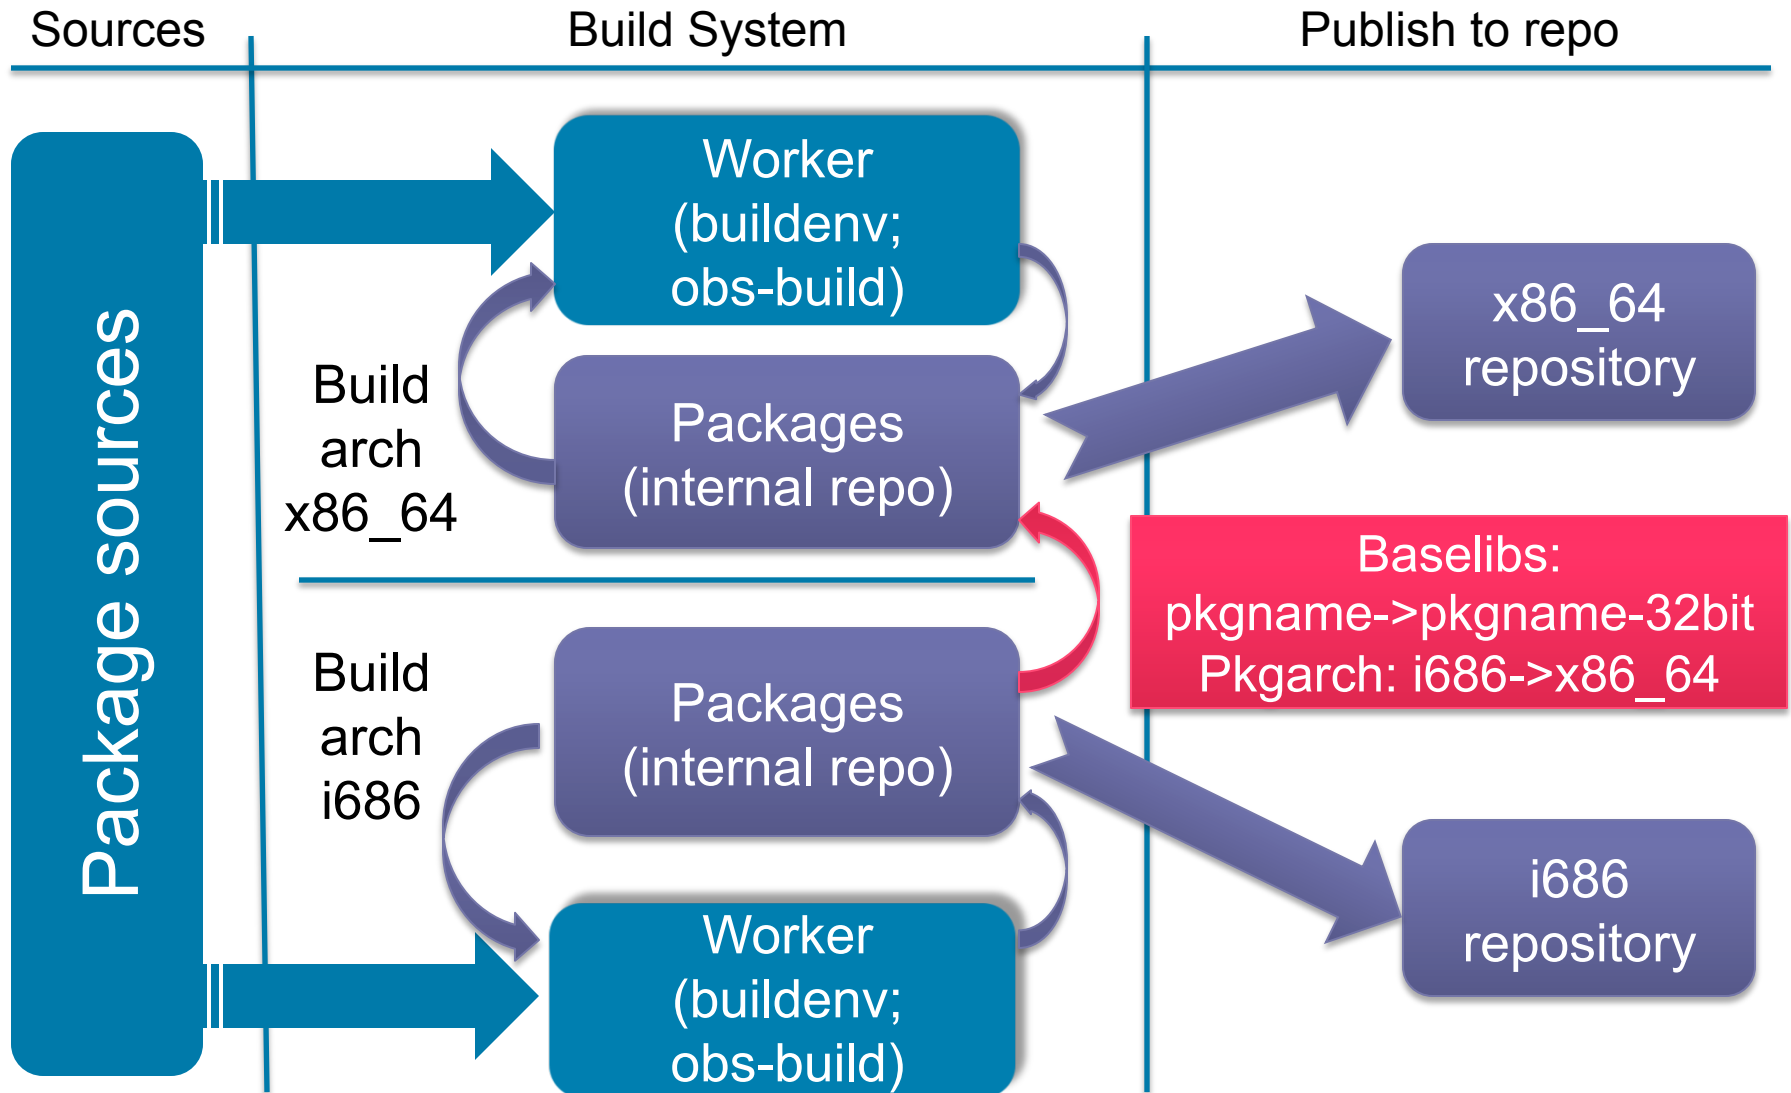 Sources
Build System
Publish to repo
Package sources
Worker
(buildenv;
obs-build)
Build
arch
x86_64
Packages
(internal repo)
x86_64
repository
Baselibs:
pkgname->pkgname-32bit
Pkgarch: i686->x86_64
Build
arch
i686
Packages
(internal repo)
Worker
(buildenv;
obs-build)
i686
repository